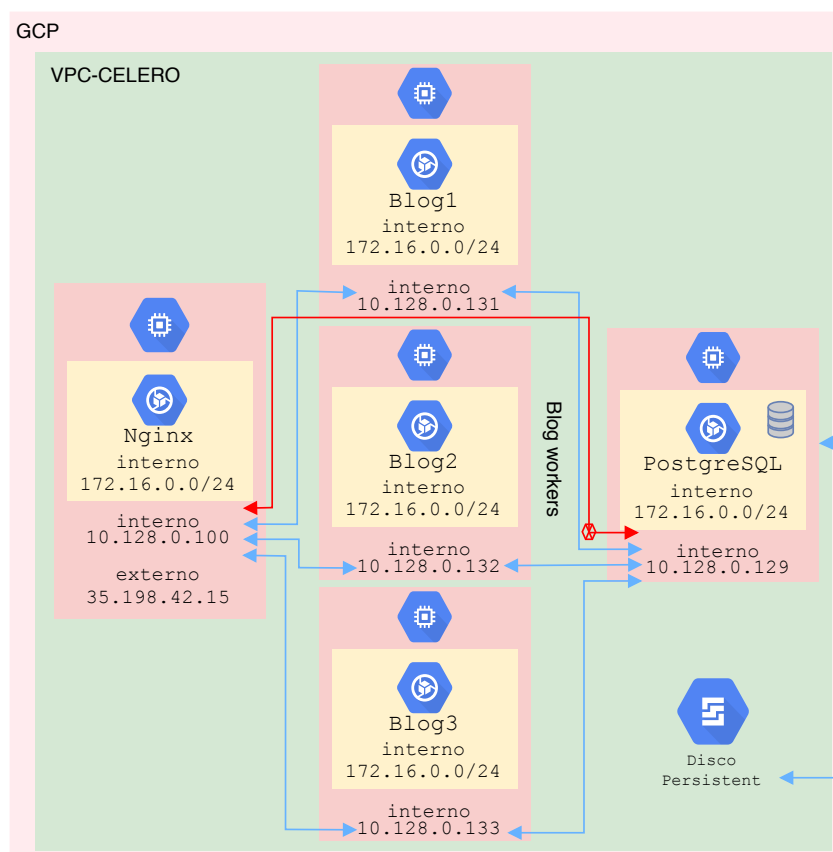 GCP
VPC-CELERO
Blog1
interno
172.16.0.0/24
interno
10.128.0.131
Nginx
interno
172.16.0.0/24
interno
10.128.0.100
externo
35.198.42.15
Blog2
interno
172.16.0.0/24
interno
10.128.0.132
Blog workers
PostgreSQL
interno
172.16.0.0/24
interno
10.128.0.129
Blog3
interno
172.16.0.0/24
interno
10.128.0.133
Disco
Persistent